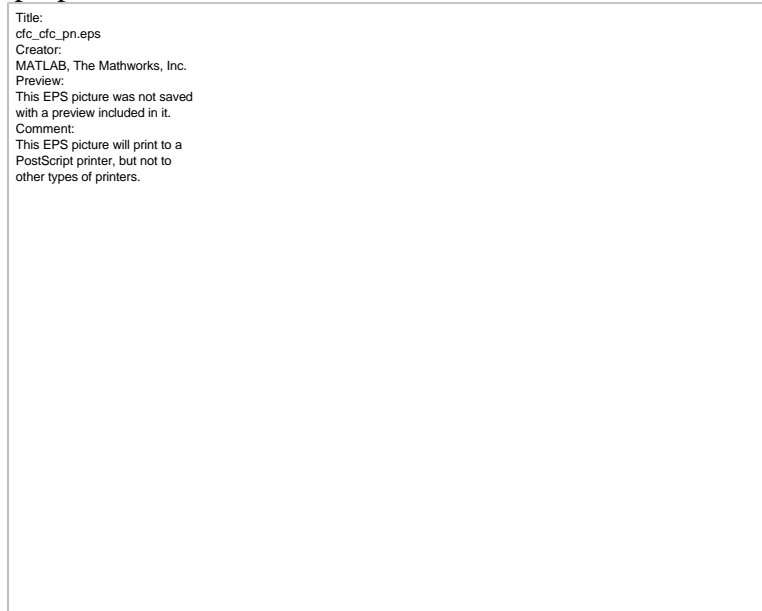 Title:
cfc_cfc_pn.eps
Creator:
MATLAB, The Mathworks, Inc.
Preview:
This EPS picture was not saved
with a preview included in it.
Comment:
This EPS picture will print to a
PostScript printer, but not to
other types of printers.